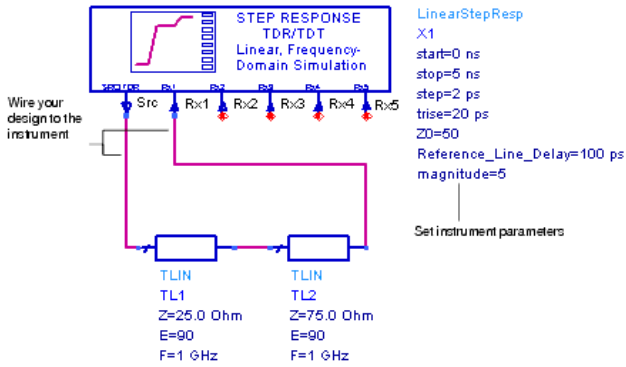 STEP RESPONSE
TDR/TDT
Linear, Frequency-
Domain Simulation
Src Rx1 Rx2 Rx3 Rx4 Rx5
Wire your
design to the
instrument
LinearStepResp
X1
start=0 ns
stop=5 ns
step=2 ps
trise=20 ps
Z0=50
Reference_Line_Delay=100 ps
magnitude=5
Set instrument parameters
TLIN
TL1
Z=25.0 Ohm
E=90
F=1 GHz
TLIN
TL2
Z=75.0 Ohm
E=90
F=1 GHz